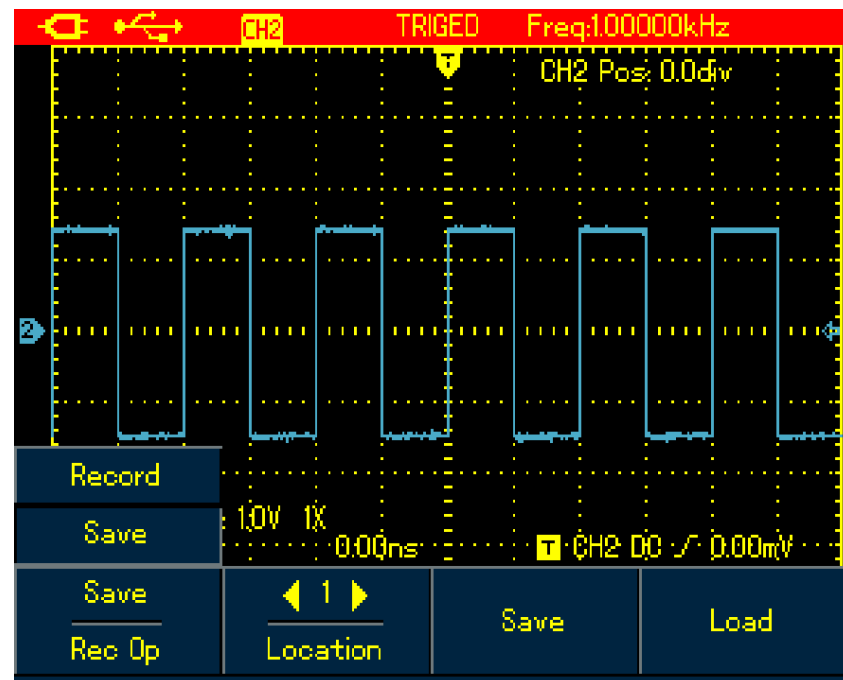 CH2 TRIGED Freq:1.00000kHz
T
CH2 Pos: 0.0div
2
Record
Save
: 1.0V 1X
0.00ns
T CH2 DC 0.00mV
Save
Rec Op
1
Location
Save
Load